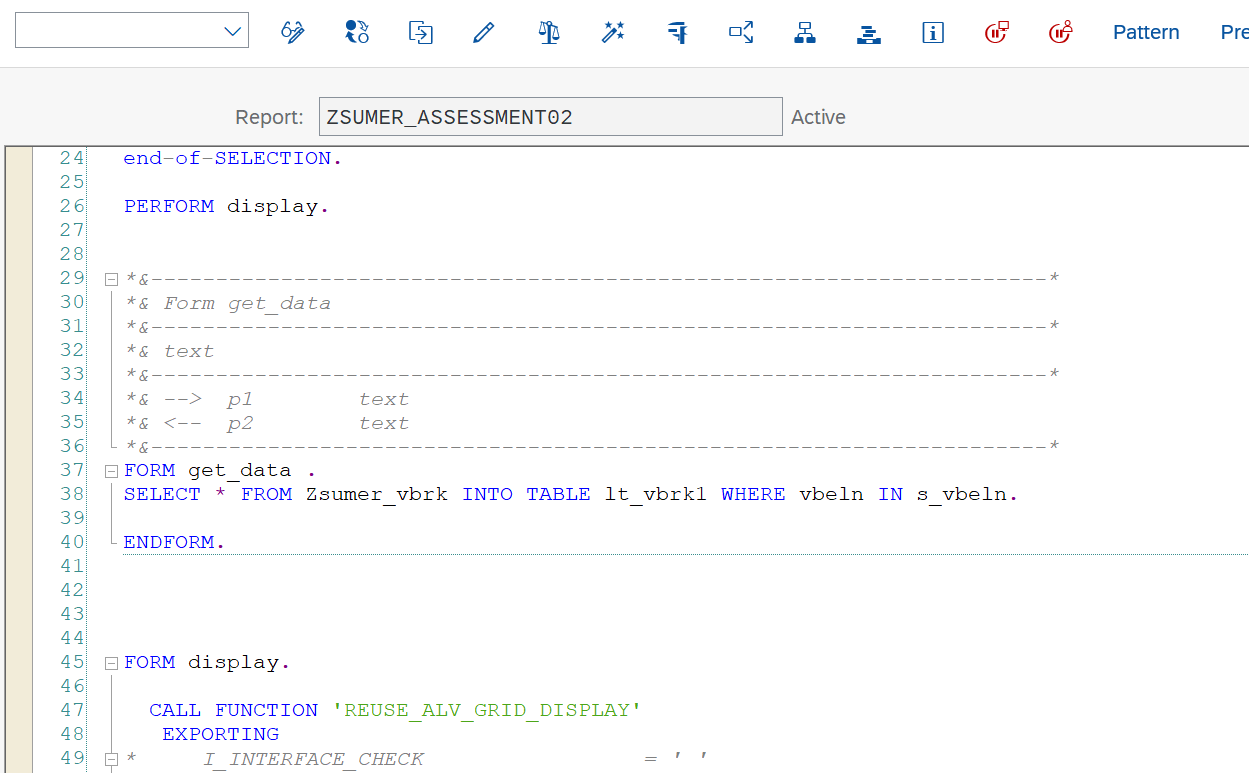 Pattern
Report: ZSUMER_ASSESSMENT02 Active
24 end-of-SELECTION.
25
26 PERFORM display.
27
28
29 *&---------------------------------------------------------------------*
30 *& Form get_data
31 *&---------------------------------------------------------------------*
32 *& text
33 *&---------------------------------------------------------------------*
34 *& --> p1 text
35 *& <-- p2 text
36 *&---------------------------------------------------------------------*
37 FORM get_data .
38 SELECT * FROM Zsumer_vbrk INTO TABLE lt_vbrk1 WHERE vbeln IN s_vbeln.
39
40 ENDFORM.
41
42
43
44
45 FORM display.
46
47 CALL FUNCTION 'REUSE_ALV_GRID_DISPLAY'
48 EXPORTING
49 * I_INTERFACE_CHECK = ' '